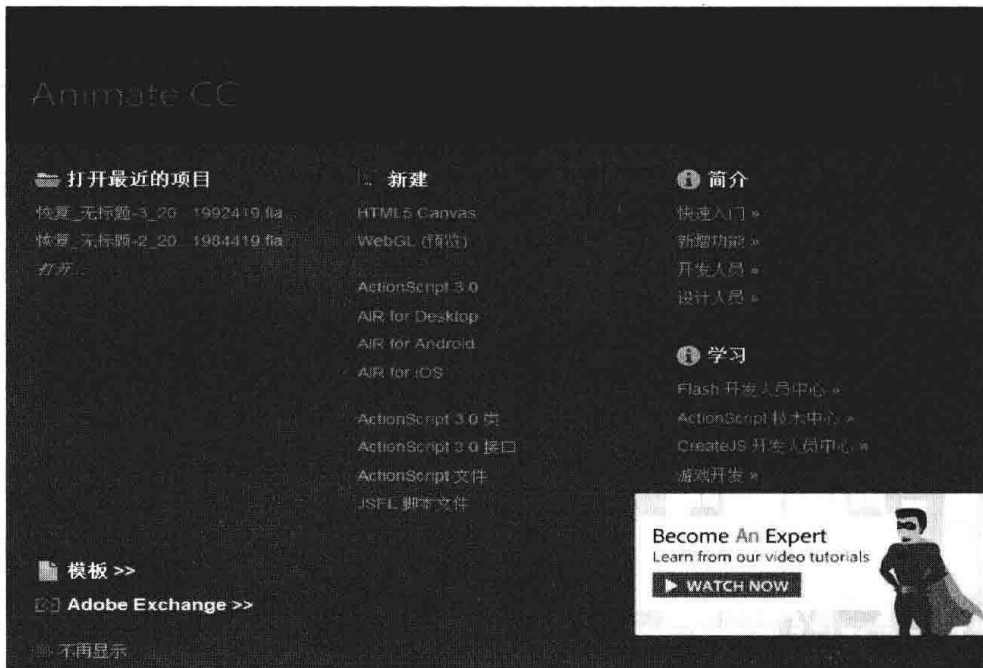 Animate CC
打开最近的项目
恢复_无标题-3_20...1992419.fla...
恢复_无标题-2_20...1984419.fla...
打开...
模板 >>
Adobe Exchange >>
不再显示
新建
HTML5 Canvas
WebGL (预览)
ActionScript 3.0
AIR for Desktop
AIR for Android
AIR for iOS
ActionScript 3.0 类
ActionScript 3.0 接口
ActionScript 文件
JSFL 脚本文件
简介
快速入门 »
新增功能 »
开发人员 »
设计人员 »
学习
Flash 开发人员中心 »
ActionScript 技术中心 »
CreateJS 开发人员中心 »
游戏开发 »
Become An Expert
Learn from our video tutorials
WATCH NOW